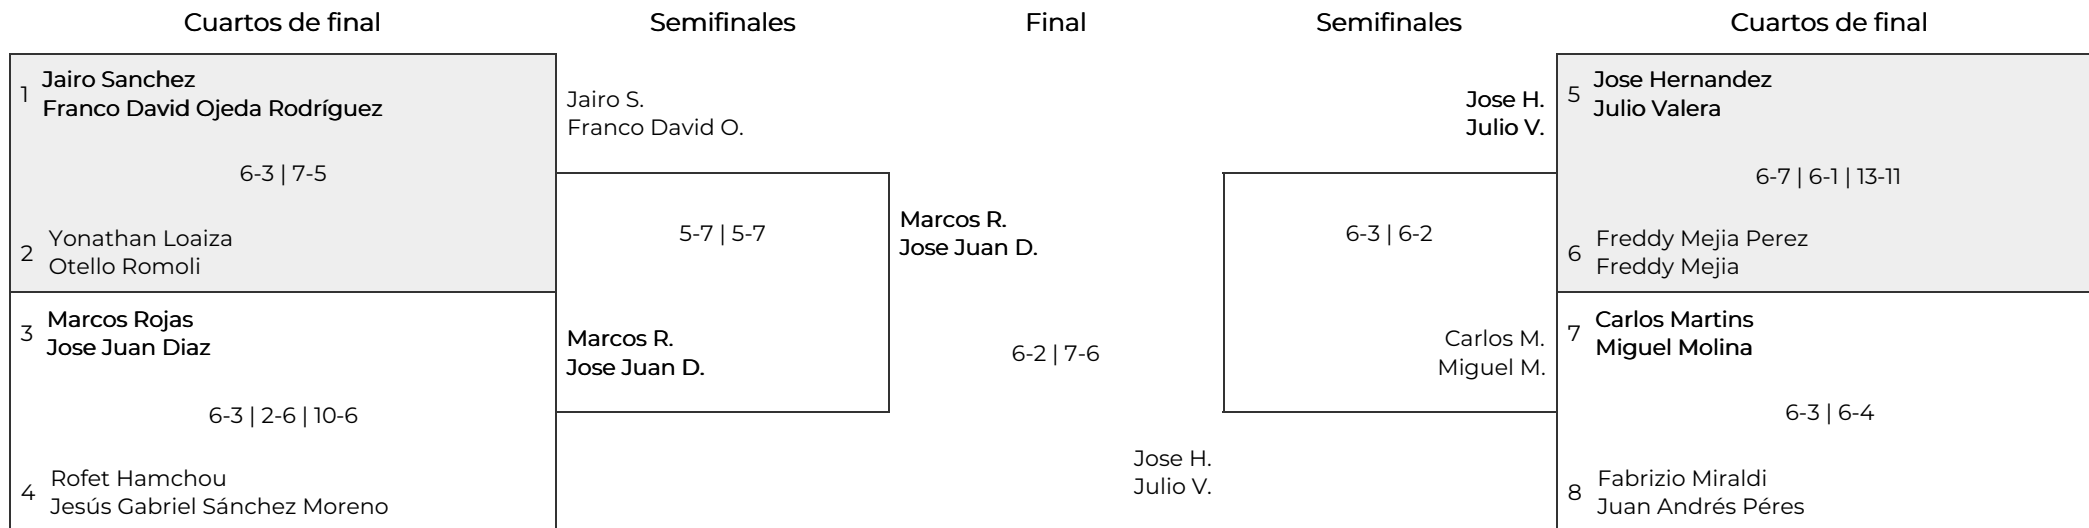 Cuartos de final
Semifinales
Final
Semifinales
Cuartos de final
1
Jairo Sanchez
Franco David Ojeda Rodríguez
6-3 | 7-5
2
Yonathan Loaiza
Otello Romoli
3
Marcos Rojas
Jose Juan Diaz
6-3 | 2-6 | 10-6
4
Rofet Hamchou
Jesús Gabriel Sánchez Moreno
Jairo S.
Franco David O.
5-7 | 5-7
Marcos R.
Jose Juan D.
Marcos R.
Jose Juan D.
6-2 | 7-6
Jose H.
Julio V.
Jose H.
Julio V.
6-3 | 6-2
Carlos M.
Miguel M.
5
Jose Hernandez
Julio Valera
6-7 | 6-1 | 13-11
6
Freddy Mejia Perez
Freddy Mejia
7
Carlos Martins
Miguel Molina
6-3 | 6-4
8
Fabrizio Miraldi
Juan Andrés Péres